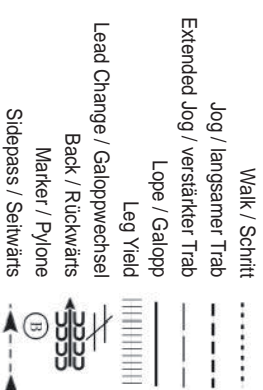 Walk / Schritt
Jog / langsamer Trab
Extended Jog / verstärkter Trab
Lope / Galopp
Leg Yield
Lead Change / Galoppwechsel
Back / Rückwärts
Marker / Pylone
B
Sidepass / Seitwärts